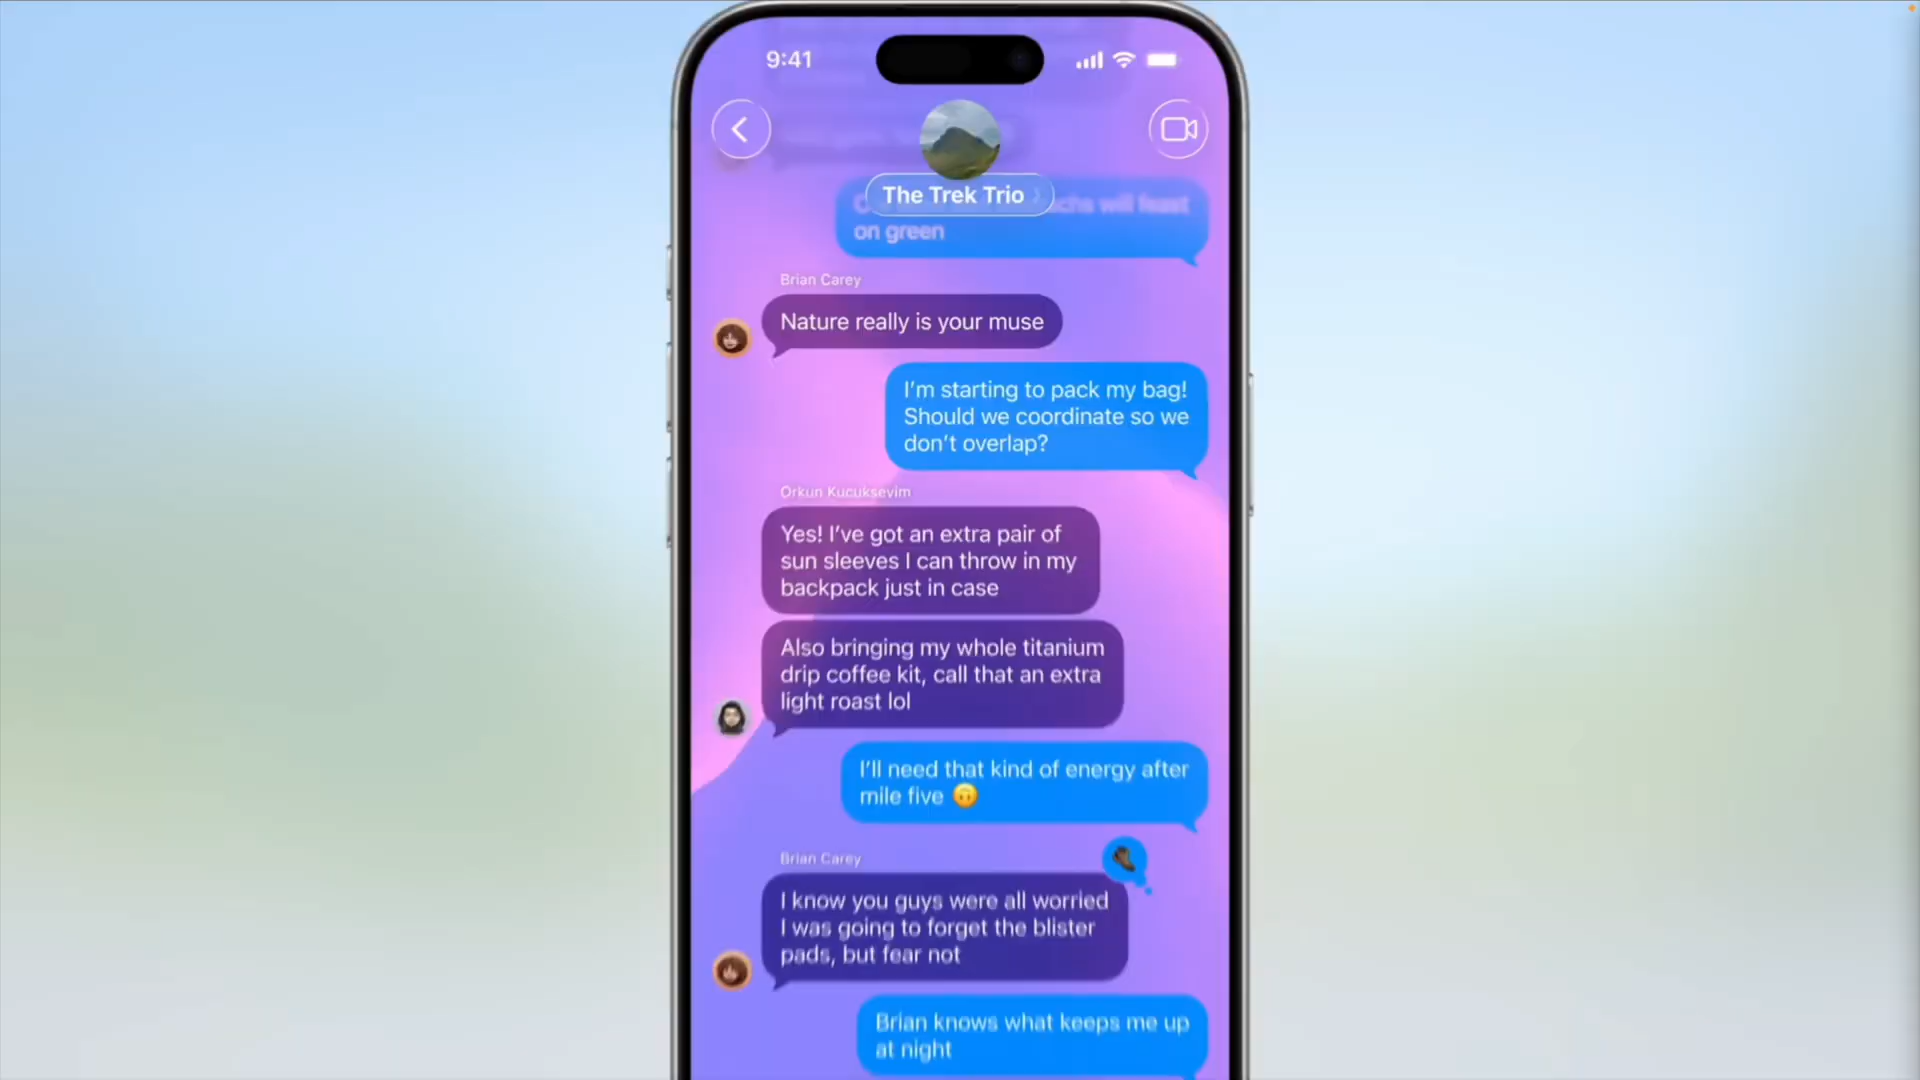 9:41
The Trek Trio
will feast
on green
Brian Carey
Nature really is your muse
I'm starting to pack my bag!
Should we coordinate so we
don't overlap?
Orkun Kucuksevim
Yes! I've got an extra pair of
sun sleeves I can throw in my
backpack just in case
Also bringing my whole titanium
drip coffee kit, call that an extra
light roast lol
I'll need that kind of energy after
mile five 🙃
Brian Carey
I know you guys were all worried
I was going to forget the blister
pads, but fear not
Brian knows what keeps me up
at night